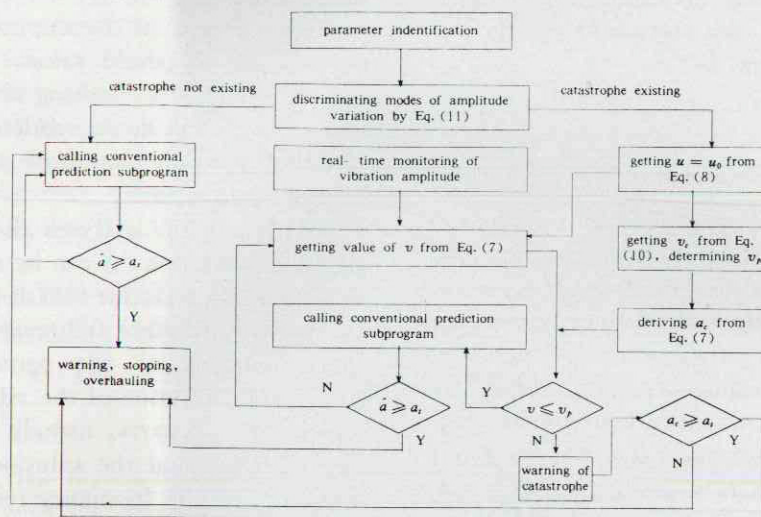 parameter indentification
catastrophe not existing
catastrophe existing
discriminating modes of amplitude
variation by Eq. (11)
calling conventional
prediction subprogram
real- time monitoring of
vibration amplitude
getting u = u₀ from
Eq. (8)
getting value of v from Eq. (7)
getting vₜ from Eq.
(10), determining vₚ
â ⩾ aₜ
Y
calling conventional prediction
subprogram
deriving aₜ from
Eq. (7)
warning, stopping,
overhauling
N
â ⩾ aₜ
Y
Y
v ⩽ vₚ
N
aₜ ⩾ aₜ
Y
N
warning of
catastrophe